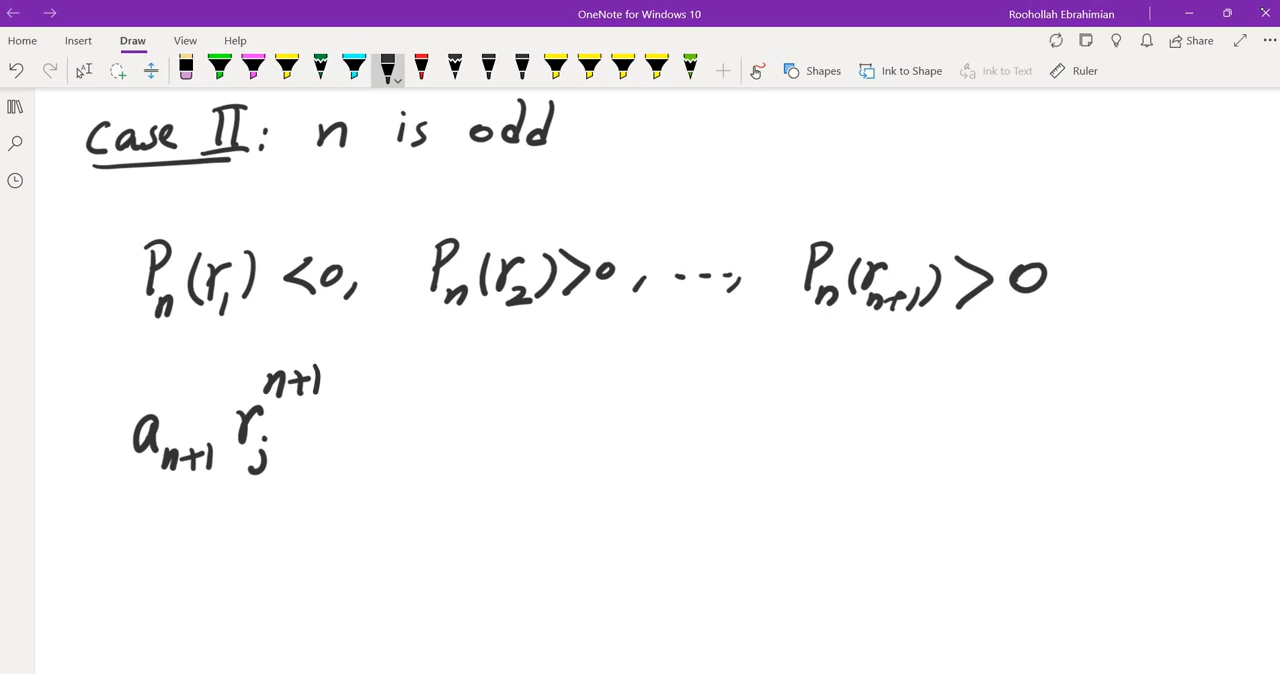 OneNote for Windows 10
Roohollah Ebrahimian
Home Insert Draw View Help
Share
Shapes Ink to Shape Ink to Text Ruler
Case II: n is odd
P_n(r_1) < 0, P_n(r_2) > 0, ..., P_n(r_{n+1}) > 0
a_{n+1} r_j^{n+1}